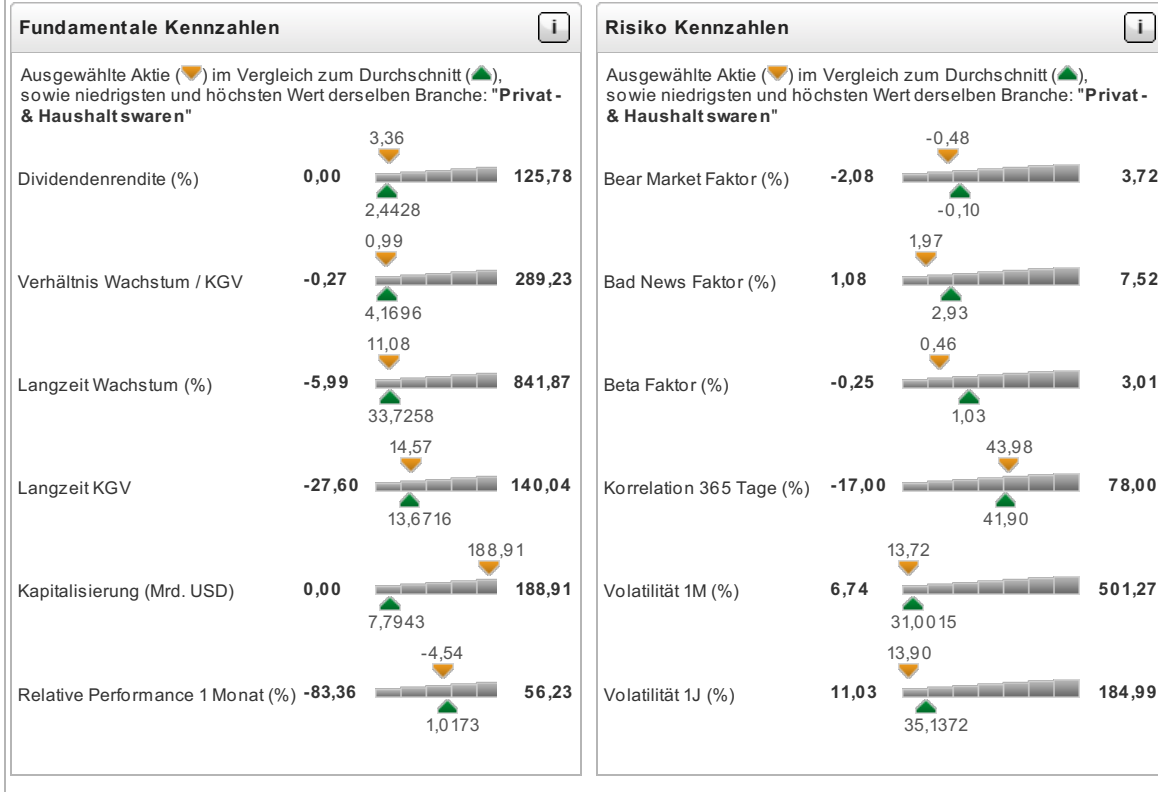 Fundamentale Kennzahlen
i
Ausgewählte Aktie ( ) im Vergleich zum Durchschnitt ( ),
sowie niedrigsten und höchsten Wert derselben Branche: "Privat-
& Haushaltswaren"
3,36
Dividendenrendite (%) 0,00 125,78
2,4428
0,99
Verhältnis Wachstum / KGV -0,27 289,23
4,1696
11,08
Langzeit Wachstum (%) -5,99 841,87
33,7258
14,57
Langzeit KGV -27,60 140,04
13,6716
188,91
Kapitalisierung (Mrd. USD) 0,00 188,91
7,7943
-4,54
Relative Performance 1 Monat (%) -83,36 56,23
1,0173
Risiko Kennzahlen
i
Ausgewählte Aktie ( ) im Vergleich zum Durchschnitt ( ),
sowie niedrigsten und höchsten Wert derselben Branche: "Privat-
& Haushaltswaren"
-0,48
Bear Market Faktor (%) -2,08 3,72
-0,10
1,97
Bad News Faktor (%) 1,08 7,52
2,93
0,46
Beta Faktor (%) -0,25 3,01
1,03
43,98
Korrelation 365 Tage (%) -17,00 78,00
41,90
13,72
Volatilität 1M (%) 6,74 501,27
31,0015
13,90
Volatilität 1J (%) 11,03 184,99
35,1372